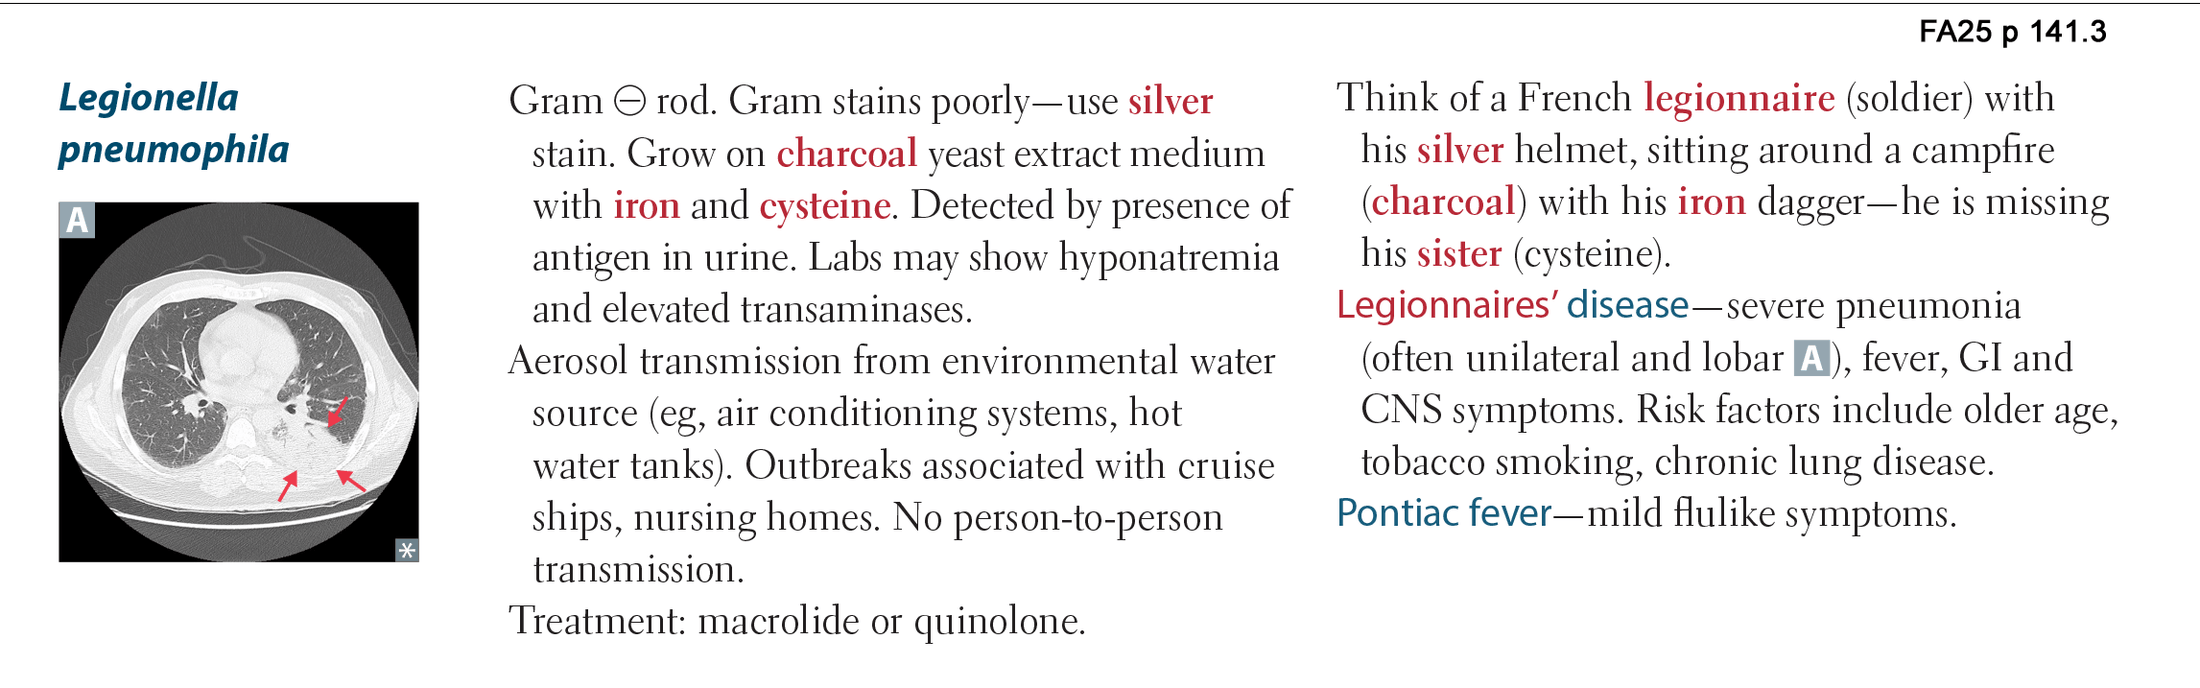 FA25 p 141.3
Legionella
pneumophila
A
*
Gram ⊖ rod. Gram stains poorly—use silver
stain. Grow on charcoal yeast extract medium
with iron and cysteine. Detected by presence of
antigen in urine. Labs may show hyponatremia
and elevated transaminases.
Aerosol transmission from environmental water
source (eg, air conditioning systems, hot
water tanks). Outbreaks associated with cruise
ships, nursing homes. No person-to-person
transmission.
Treatment: macrolide or quinolone.
Think of a French legionnaire (soldier) with
his silver helmet, sitting around a campfire
(charcoal) with his iron dagger—he is missing
his sister (cysteine).
Legionnaires’ disease—severe pneumonia
(often unilateral and lobar A), fever, GI and
CNS symptoms. Risk factors include older age,
tobacco smoking, chronic lung disease.
Pontiac fever—mild flulike symptoms.